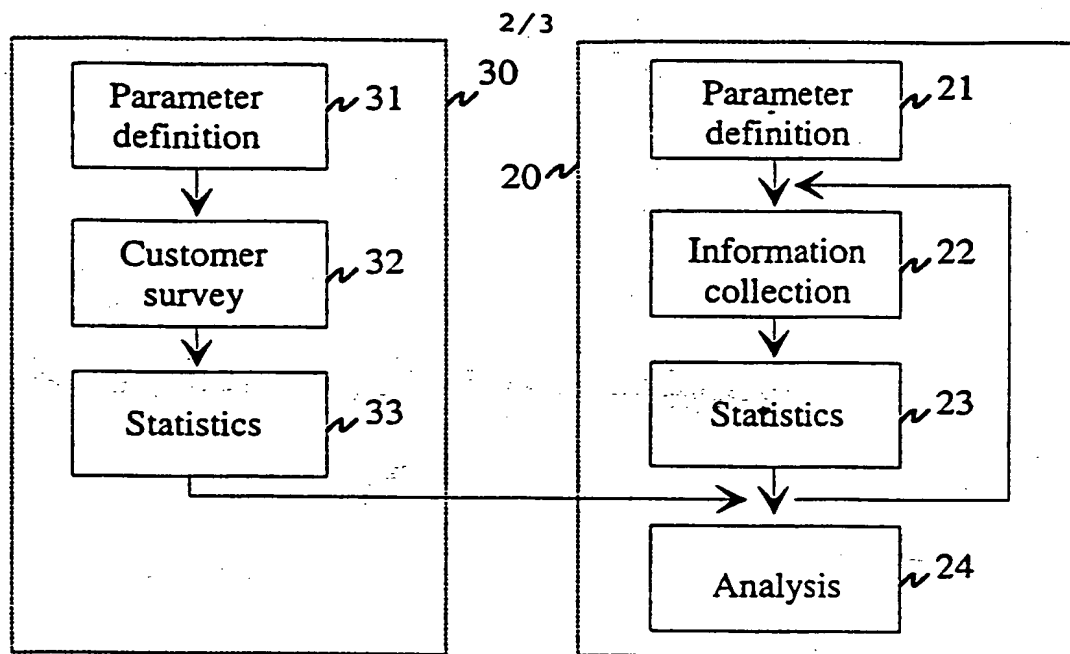 2/3
30
Parameter
definition
31
Customer
survey
32
Statistics
33
20
Parameter
definition
21
Information
collection
22
Statistics
23
Analysis
24